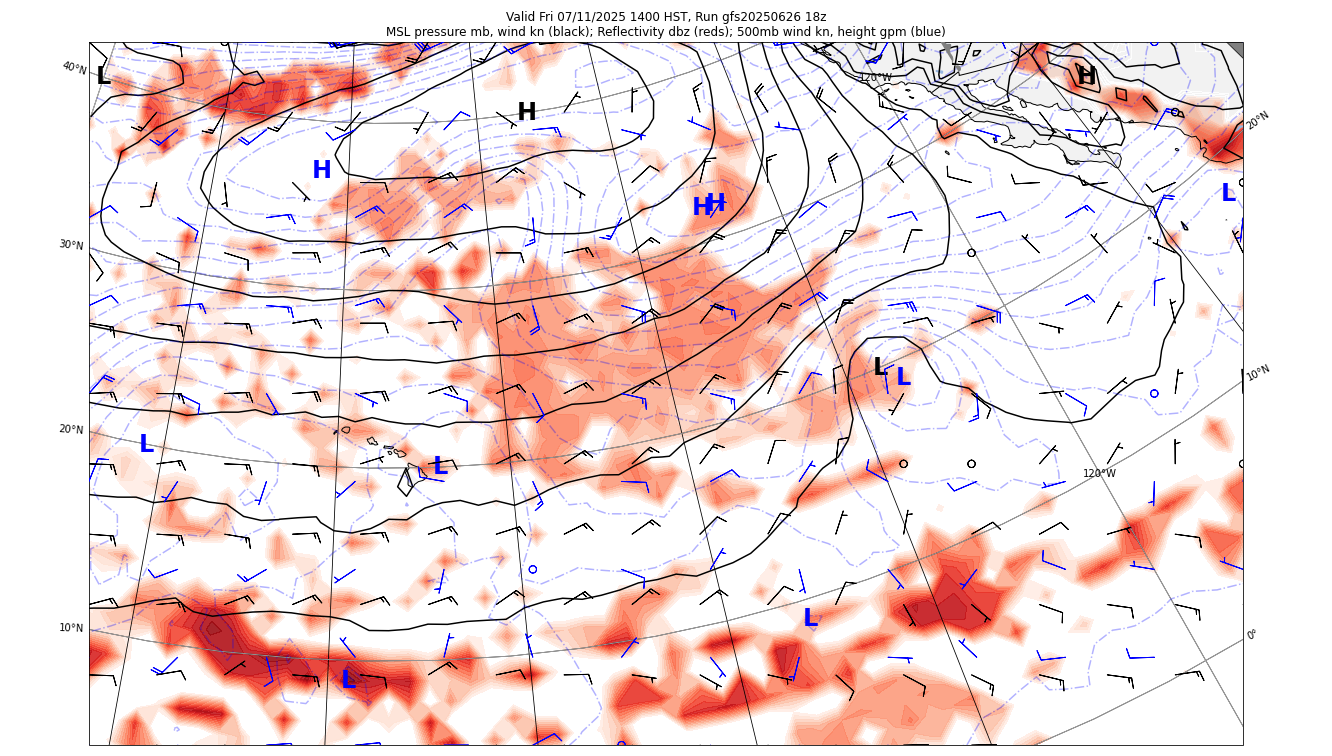 Valid Fri 07/11/2025 1400 HST, Run gfs20250626 18z
MSL pressure mb, wind kn (black); Reflectivity dbz (reds); 500mb wind kn, height gpm (blue)
40°N
L
120°W
H
H
20°N
H
H
H
L
30°N
10°N
L
L
20°N
L
L
120°W
10°N
L
0°
L